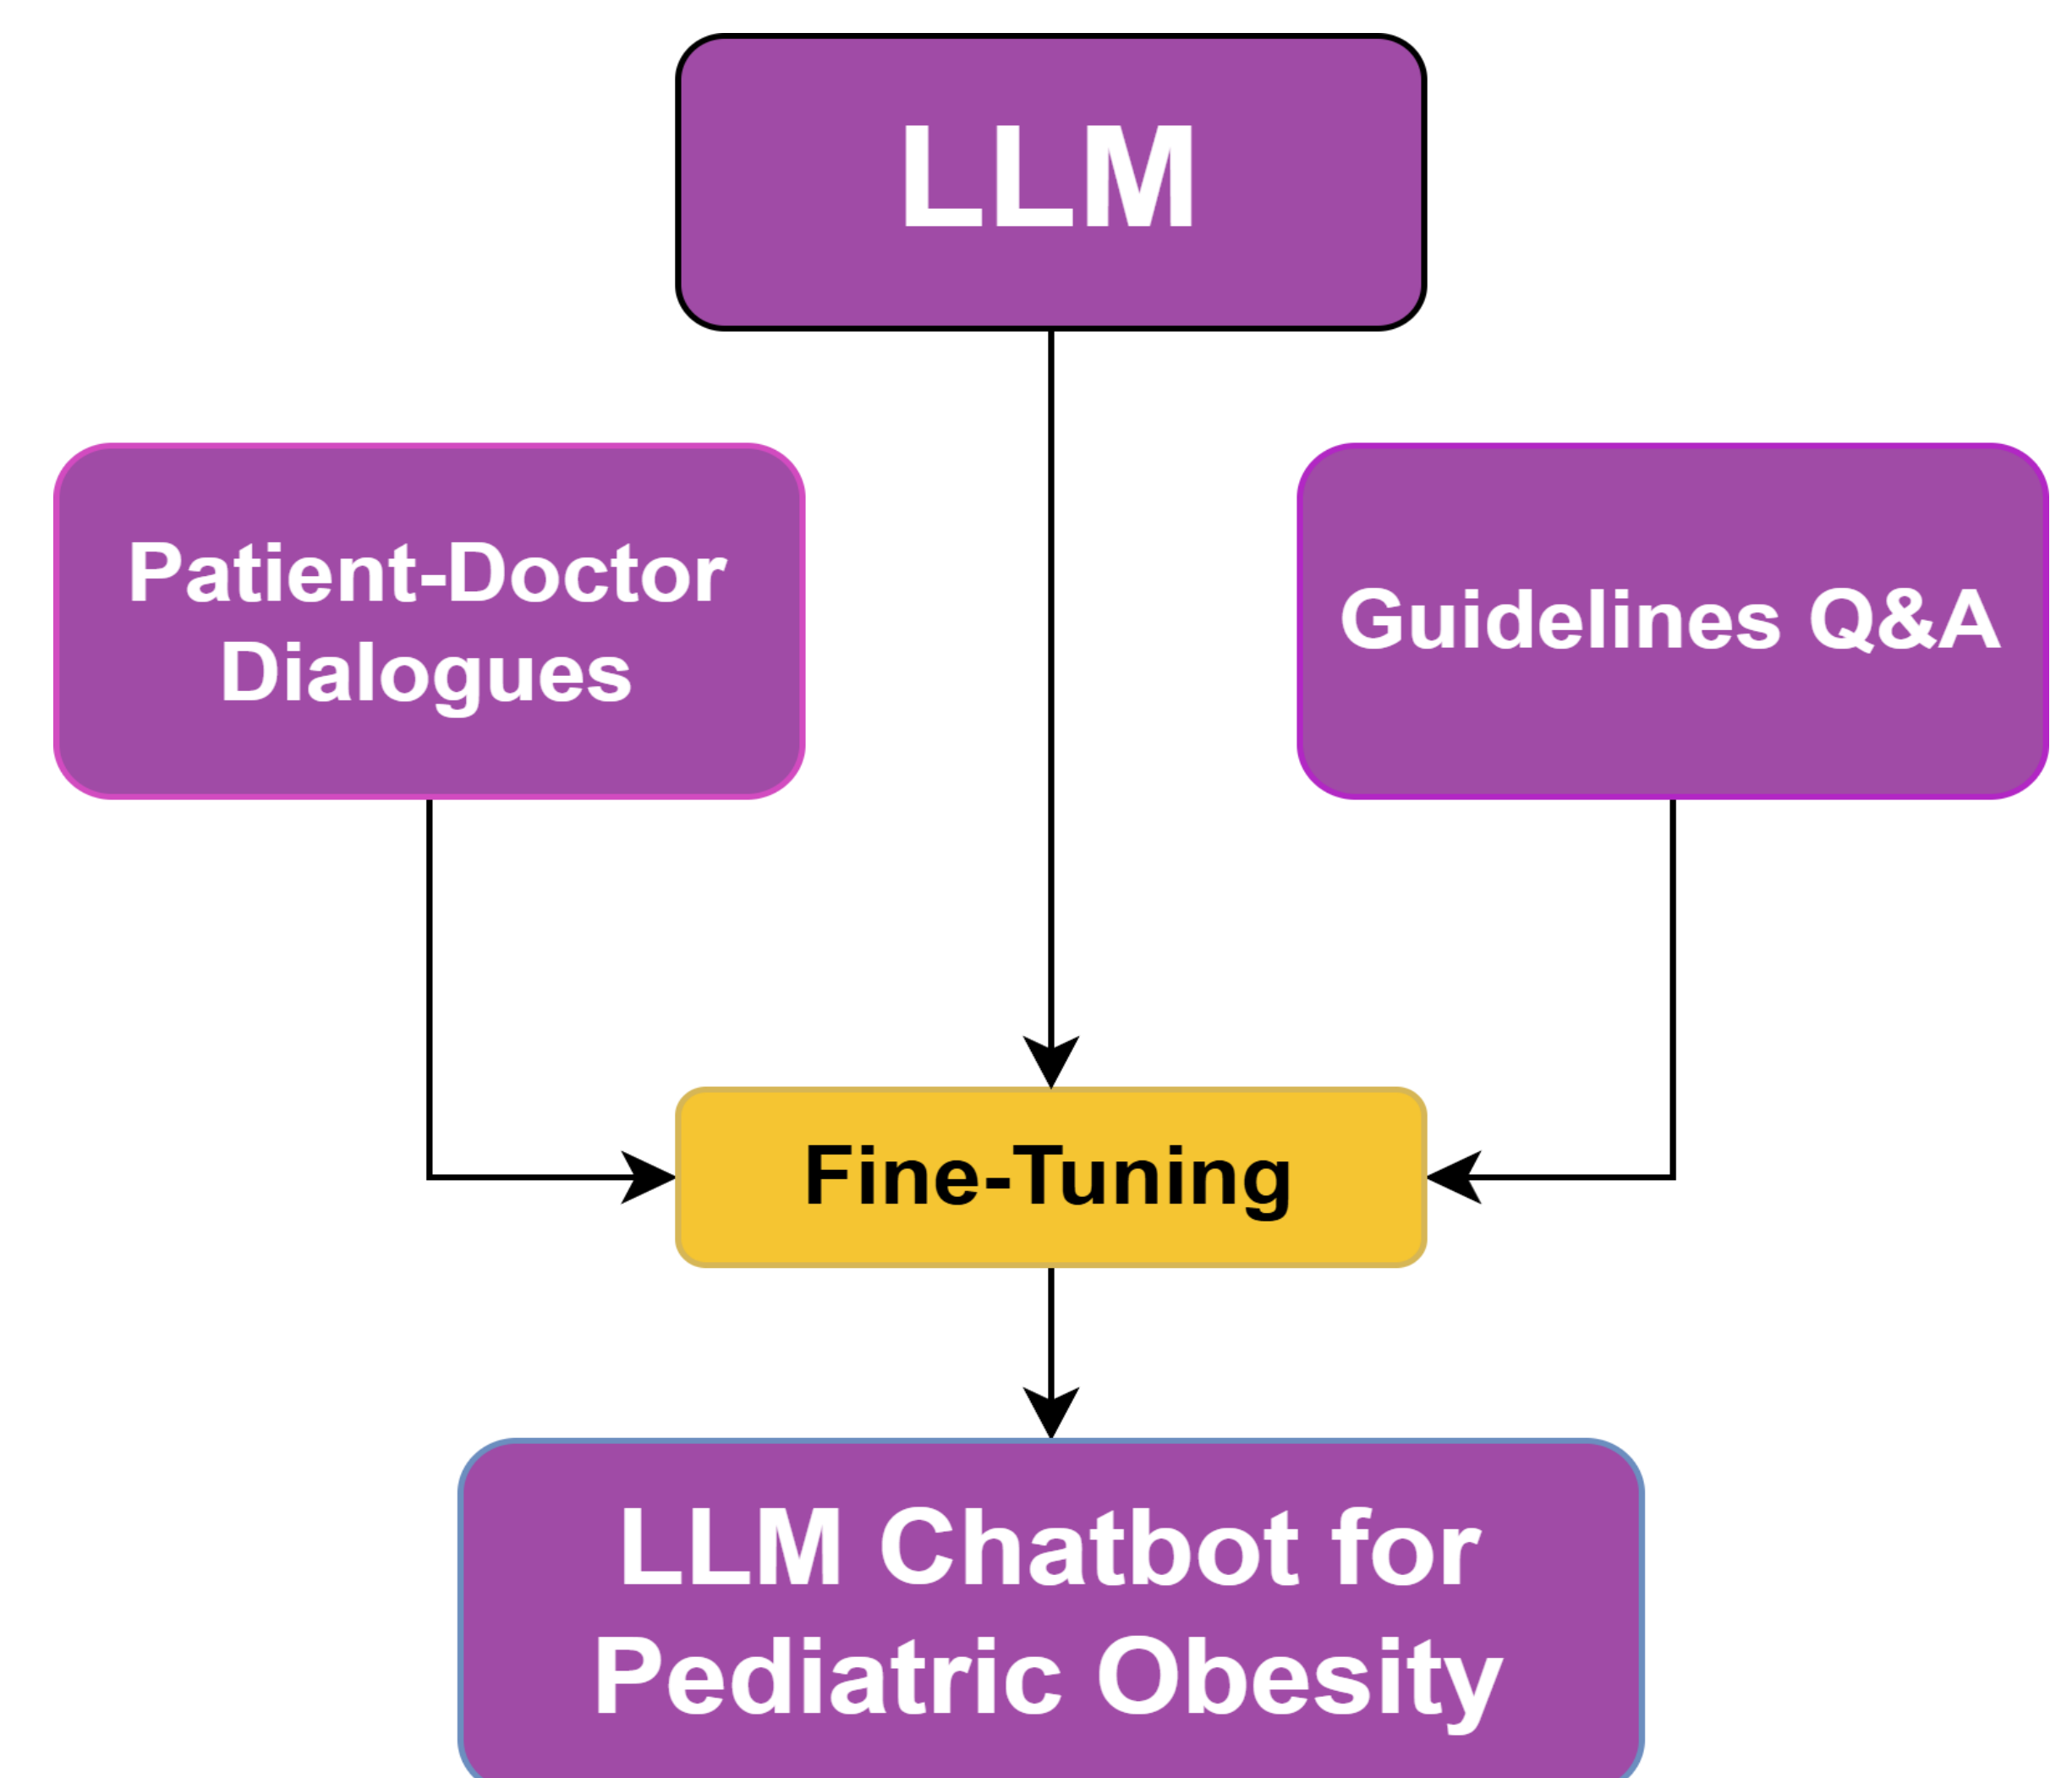 LLM
Patient-Doctor
Dialogues
Guidelines Q&A
Fine-Tuning
LLM Chatbot for
Pediatric Obesity